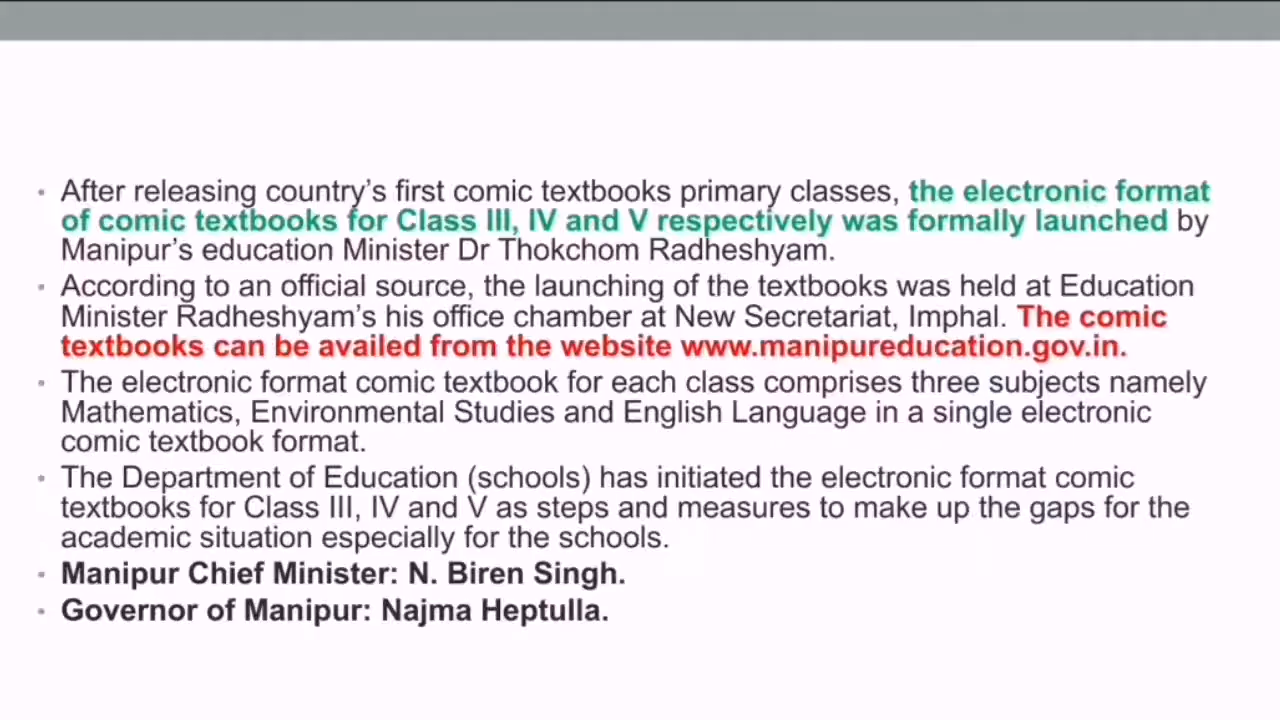 • After releasing country’s first comic textbooks primary classes, the electronic format
of comic textbooks for Class III, IV and V respectively was formally launched by
Manipur’s education Minister Dr Thokchom Radheshyam.
• According to an official source, the launching of the textbooks was held at Education
Minister Radheshyam’s his office chamber at New Secretariat, Imphal. The comic
textbooks can be availed from the website www.manipureducation.gov.in.
• The electronic format comic textbook for each class comprises three subjects namely
Mathematics, Environmental Studies and English Language in a single electronic
comic textbook format.
• The Department of Education (schools) has initiated the electronic format comic
textbooks for Class III, IV and V as steps and measures to make up the gaps for the
academic situation especially for the schools.
• Manipur Chief Minister: N. Biren Singh.
• Governor of Manipur: Najma Heptulla.